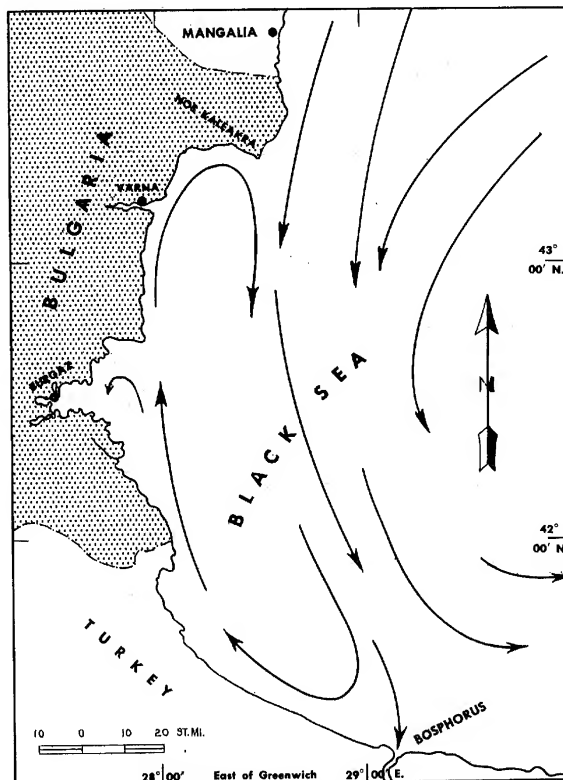 MANGALIA
NOS KALEAKRA
VARNA
BULGARIA
43°
00' N.
BURGAZ
N
BLACK SEA
42°
00' N
TURKEY
BOSPHORUS
10 0 10 20 ST.MI.
28°00' East of Greenwich 29°00' E.